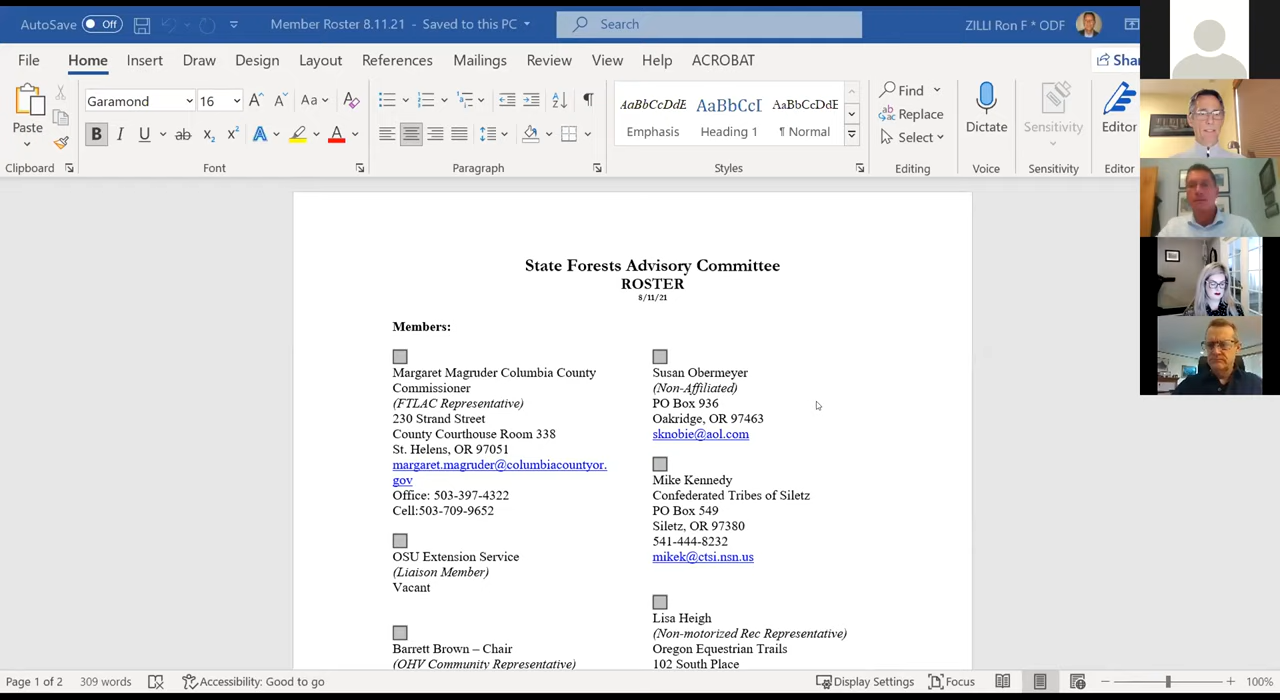 AutoSave Off Member Roster 8.11.21 - Saved to this PC Search ZILLI Ron F * ODF
File Home Insert Draw Design Layout References Mailings Review View Help ACROBAT Shar
Paste Garamond 16 Aa B I U ab x₂ x² A A AaBbCcDdE AaBbCcI AaBbCcDdE Find Replace Select Dictate Sensitivity Editor
Emphasis Heading 1 ¶ Normal
Clipboard Font Paragraph Styles Editing Voice Sensitivity Editor
State Forests Advisory Committee
ROSTER
8/11/21
Members:
Margaret Magruder Columbia County
Commissioner
(FTLAC Representative)
230 Strand Street
County Courthouse Room 338
St. Helens, OR 97051
margaret.magruder@columbiacountyor.
gov
Office: 503-397-4322
Cell:503-709-9652
OSU Extension Service
(Liaison Member)
Vacant
Barrett Brown – Chair
(OHV Community Representative)
Susan Obermeyer
(Non-Affiliated)
PO Box 936
Oakridge, OR 97463
sknobie@aol.com
Mike Kennedy
Confederated Tribes of Siletz
PO Box 549
Siletz, OR 97380
541-444-8232
mikek@ctsi.nsn.us
Lisa Heigh
(Non-motorized Rec Representative)
Oregon Equestrian Trails
102 South Place
Page 1 of 2 309 words Accessibility: Good to go Display Settings Focus 100%